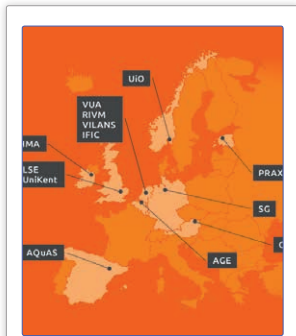 UiO
VUA
RIVM
VILANS
IFIC
IMA
LSE
UniKent
PRAX
SG
AGE
AQuAS